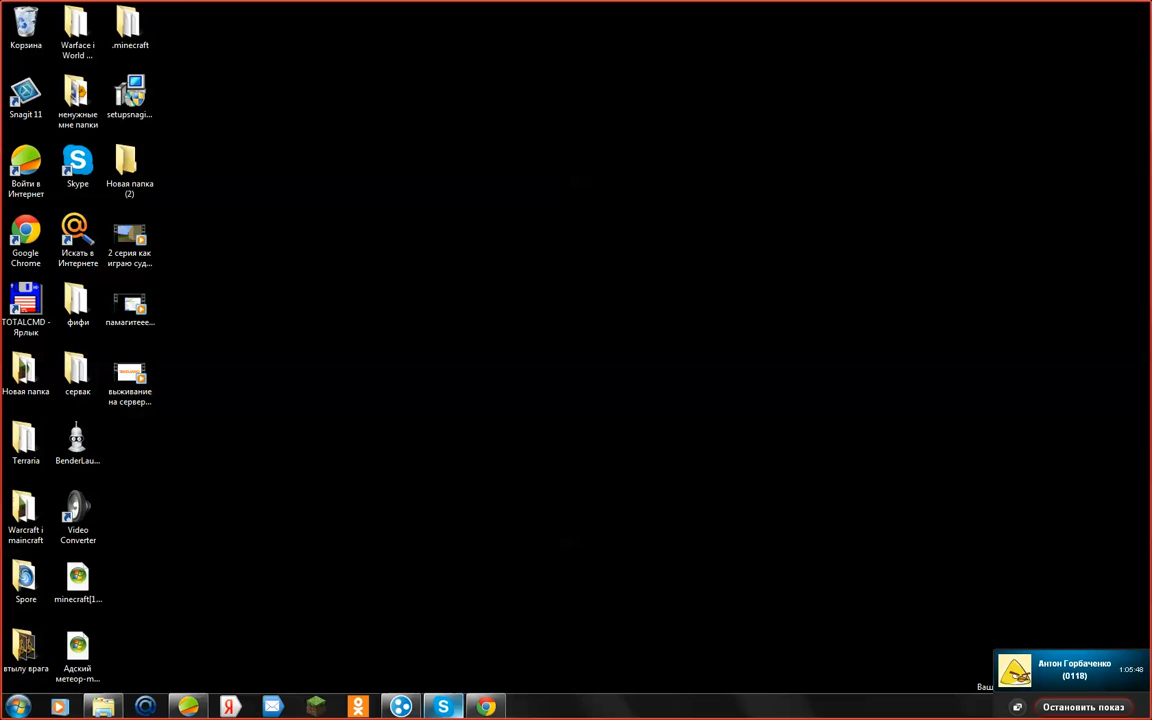 Корзина
Warface i
World ...
.minecraft
Snagit 11
ненужные
мне папки
setupsnagi...
Войти в
Интернет
Skype
Новая папка
(2)
Google
Chrome
Искать в
Интернете
2 серия как
играю суд...
TOTALCMD -
Ярлык
фифи
памагитеее...
Новая папка
сервак
выживание
на сервер...
Terraria
BenderLau...
Warcraft i
maincraft
Video
Converter
Spore
minecraft[1...
втылу врага
Адский
метеор-m...
Антон Горбаченко
(0118)
1:05:48
Ваш
Остановить показ